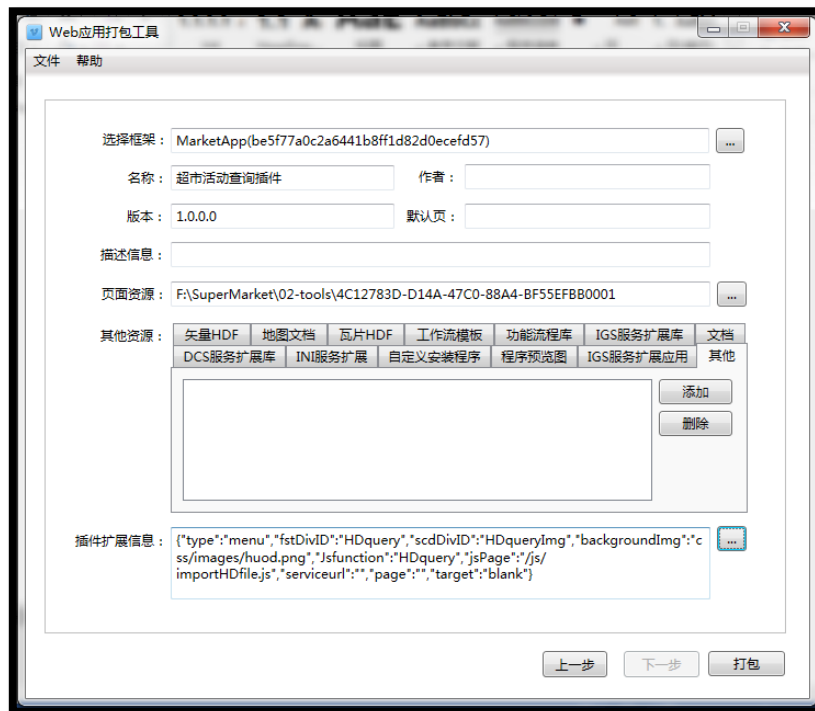 Web应用打包工具
文件 帮助
选择框架： MarketApp(be5f77a0c2a6441b8ff1d82d0ecefd57) ...
名称： 超市活动查询插件 作者：
版本： 1.0.0.0 默认页：
描述信息：
页面资源： F:\SuperMarket\02-tools\4C12783D-D14A-47C0-88A4-BF55EFBB0001 ...
其他资源： 矢量HDF 地图文档 瓦片HDF 工作流模板 功能流程库 IGS服务扩展库 文档
DCS服务扩展库 INI服务扩展 自定义安装程序 程序预览图 IGS服务扩展应用 其他
添加
删除
插件扩展信息： {"type":"menu","fstDivID":"HDquery","scdDivID":"HDqueryImg","backgroundImg":"c ...
ss/images/huod.png","Jsfunction":"HDquery","jsPage":"/js/
importHDfile.js","serviceurl":"","page":"","target":"blank"}
上一步 下一步 打包